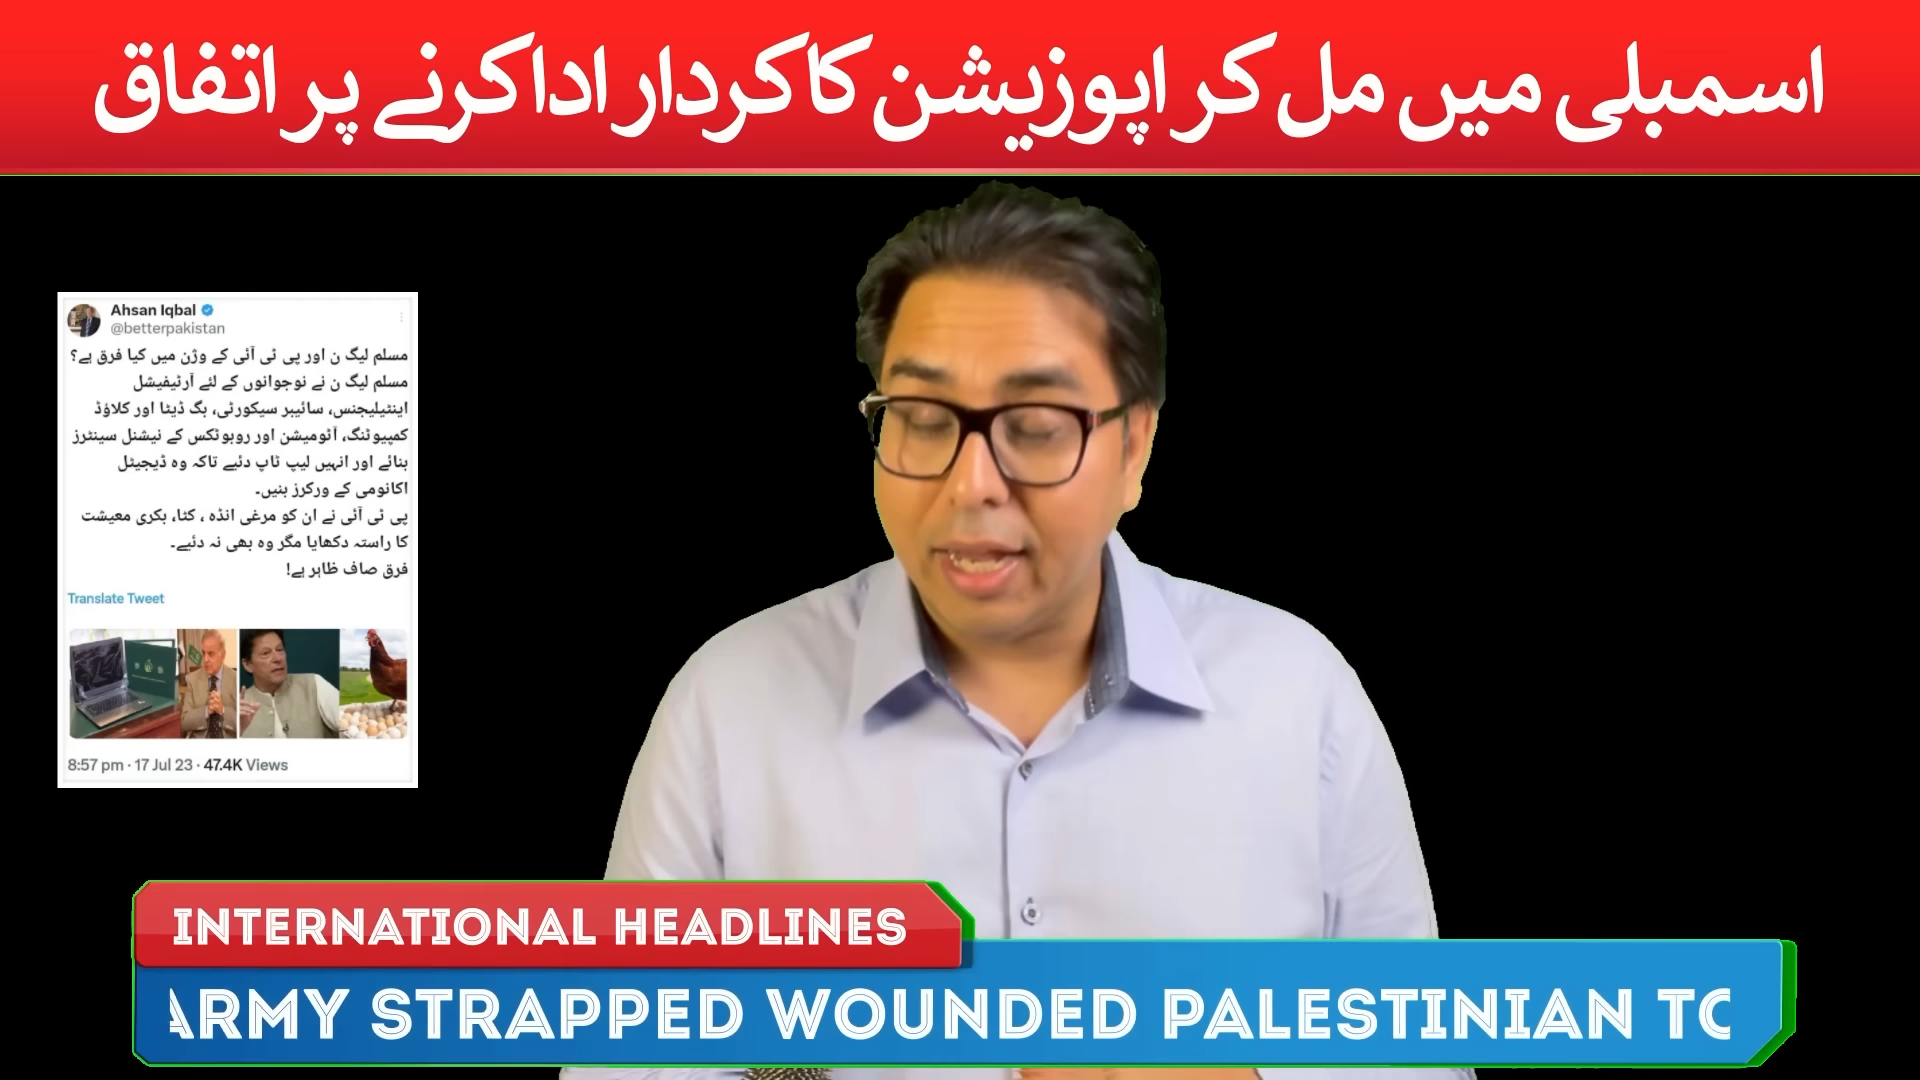 اسمبلی میں مل کر اپوزیشن کا کردار ادا کرنے پر اتفاق
Ahsan Iqbal
@betterpakistan
مسلم لیگ ن اور پی ٹی آئی کے وژن میں کیا فرق ہے؟
مسلم لیگ ن نے نوجوانوں کے لئے آرٹیفیشل
اینٹیلیجنس، سائیبر سیکورٹی، بگ ڈیٹا اور کلاؤڈ
کمپیوٹنگ، آٹومیشن اور روبوٹکس کے نیشنل سینٹرز
بنائے اور انہیں لیپ ٹاپ دئیے تاکہ وہ ڈیجیٹل
اکانومی کے ورکرز بنیں۔
پی ٹی آئی نے ان کو مرغی انڈہ ، کٹا، بکری معیشت
کا راستہ دکھایا مگر وہ بھی نہ دئیے۔
فرق صاف ظاہر ہے!
Translate Tweet
8:57 pm · 17 Jul 23 · 47.4K Views
INTERNATIONAL HEADLINES
ARMY STRAPPED WOUNDED PALESTINIAN TO